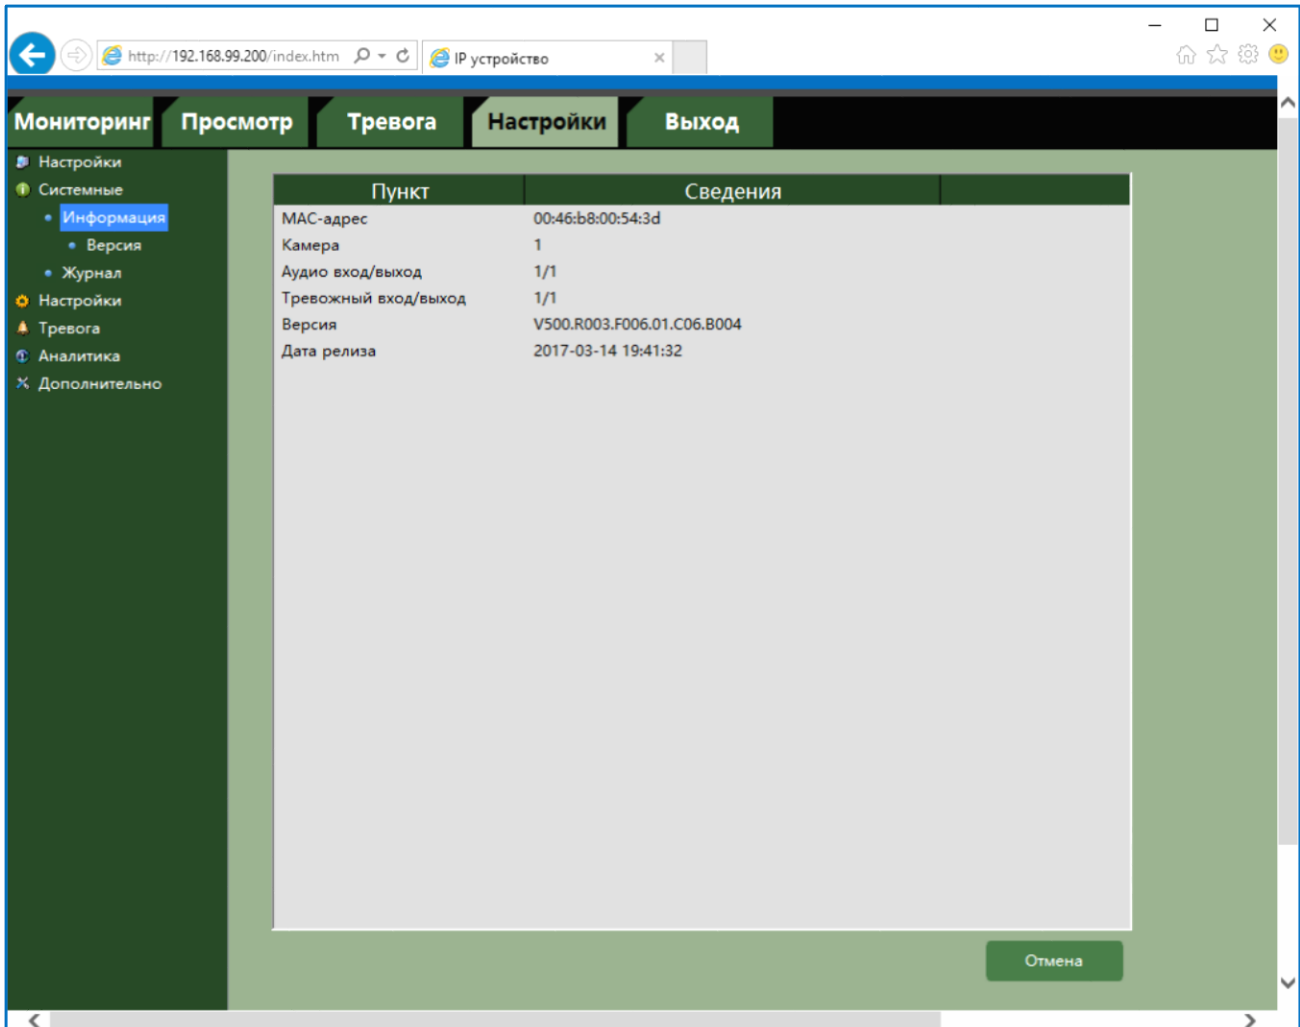 http://192.168.99.200/index.htm
IP устройство
Мониторинг Просмотр Тревога Настройки Выход
Настройки
Системные
Информация
Версия
Журнал
Настройки
Тревога
Аналитика
Дополнительно
Пункт Сведения
MAC-адрес 00:46:b8:00:54:3d
Камера 1
Аудио вход/выход 1/1
Тревожный вход/выход 1/1
Версия V500.R003.F006.01.C06.B004
Дата релиза 2017-03-14 19:41:32
Отмена